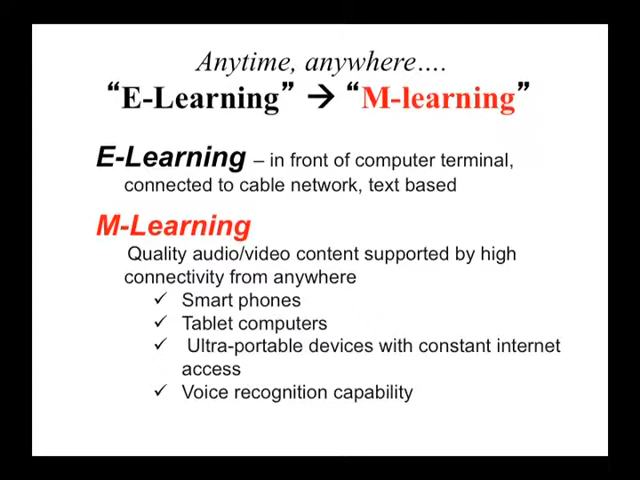 Anytime, anywhere….
“E-Learning” → “M-learning”
E-Learning – in front of computer terminal,
connected to cable network, text based
M-Learning
Quality audio/video content supported by high
connectivity from anywhere
✓ Smart phones
✓ Tablet computers
✓ Ultra-portable devices with constant internet
access
✓ Voice recognition capability